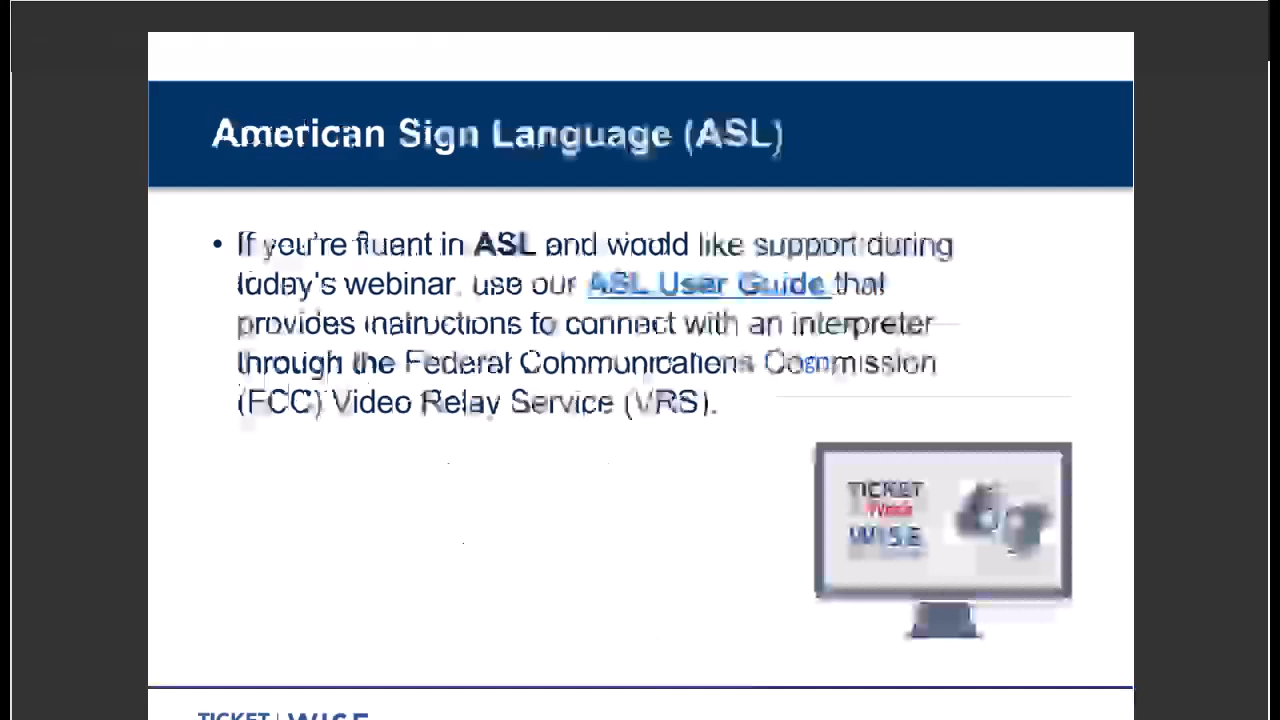 American Sign Language (ASL)
• If you're fluent in ASL and would like support during
today's webinar, use our ASL User Guide that
provides instructions to connect with an interpreter
through the Federal Communications Commission
(FCC) Video Relay Service (VRS).
TICKET
WISE
TICKET | WISE